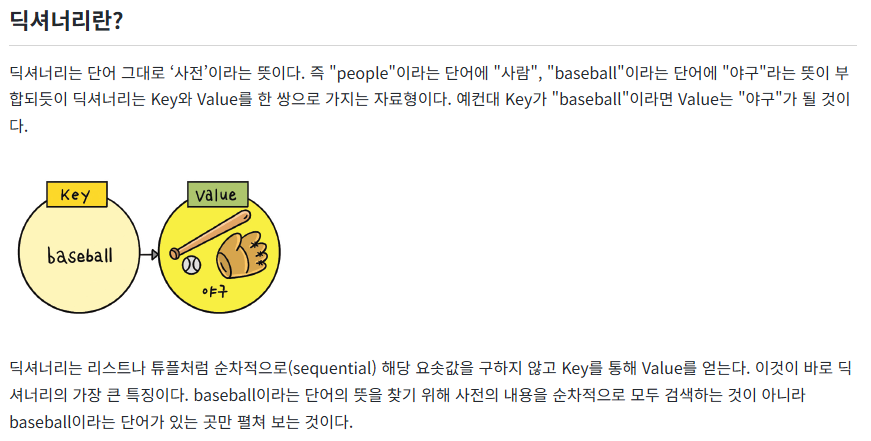 딕셔너리란?
딕셔너리는 단어 그대로 ‘사전’이라는 뜻이다. 즉 "people"이라는 단어에 "사람", "baseball"이라는 단어에 "야구"라는 뜻이 부
합되듯이 딕셔너리는 Key와 Value를 한 쌍으로 가지는 자료형이다. 예컨대 Key가 "baseball"이라면 Value는 "야구"가 될 것이
다.
Key
Value
baseball
야구
딕셔너리는 리스트나 튜플처럼 순차적으로(sequential) 해당 요솟값을 구하지 않고 Key를 통해 Value를 얻는다. 이것이 바로 딕
셔너리의 가장 큰 특징이다. baseball이라는 단어의 뜻을 찾기 위해 사전의 내용을 순차적으로 모두 검색하는 것이 아니라
baseball이라는 단어가 있는 곳만 펼쳐 보는 것이다.